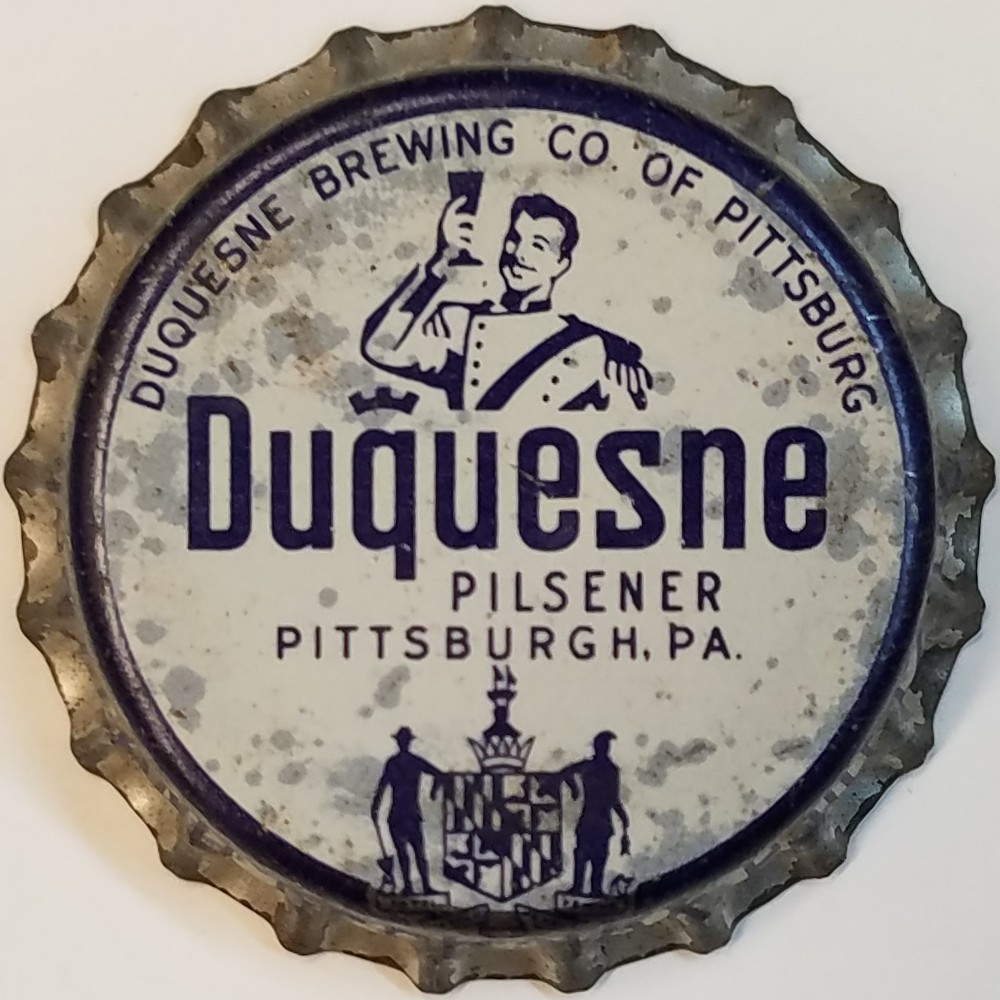 DUQUESNE BREWING CO. OF PITTSBURG
Duquesne
PILSENER
PITTSBURGH, PA.